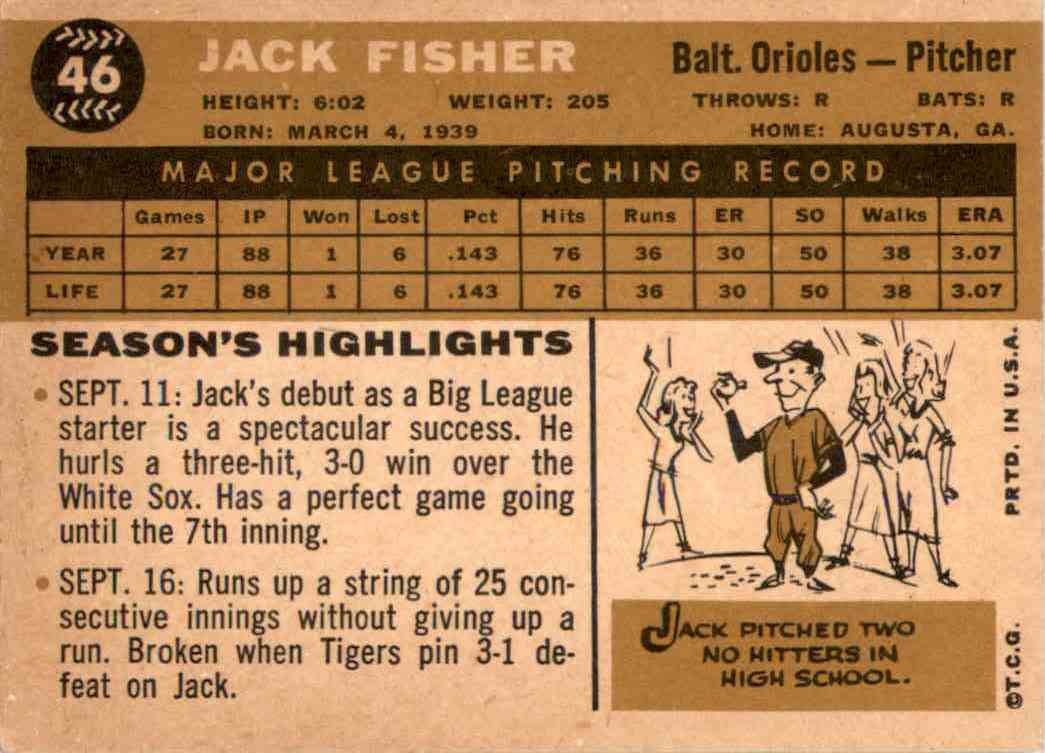 46
JACK FISHER
Balt. Orioles — Pitcher
HEIGHT: 6:02 WEIGHT: 205 THROWS: R BATS: R
BORN: MARCH 4, 1939 HOME: AUGUSTA, GA.
MAJOR LEAGUE PITCHING RECORD
Games IP Won Lost Pct Hits Runs ER SO Walks ERA
YEAR 27 88 1 6 .143 76 36 30 50 38 3.07
LIFE 27 88 1 6 .143 76 36 30 50 38 3.07
SEASON'S HIGHLIGHTS
• SEPT. 11: Jack's debut as a Big League
starter is a spectacular success. He
hurls a three-hit, 3-0 win over the
White Sox. Has a perfect game going
until the 7th inning.
• SEPT. 16: Runs up a string of 25 con-
secutive innings without giving up a
run. Broken when Tigers pin 3-1 de-
feat on Jack.
JACK PITCHED TWO
NO HITTERS IN
HIGH SCHOOL.
©T.C.G. PRTD. IN U.S.A.